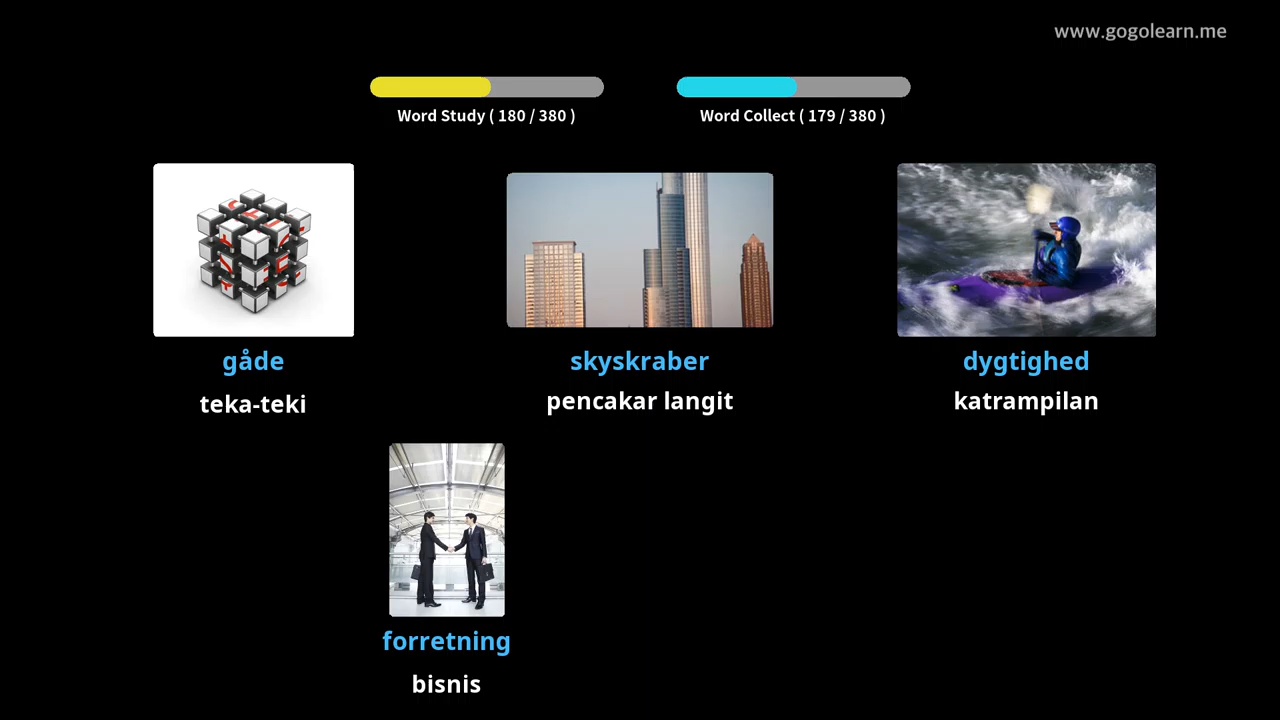 www.gogolearn.me
Word Study ( 180 / 380 )
Word Collect ( 179 / 380 )
gåde
skyskraber
dygtighed
teka-teki
pencakar langit
katrampilan
forretning
bisnis